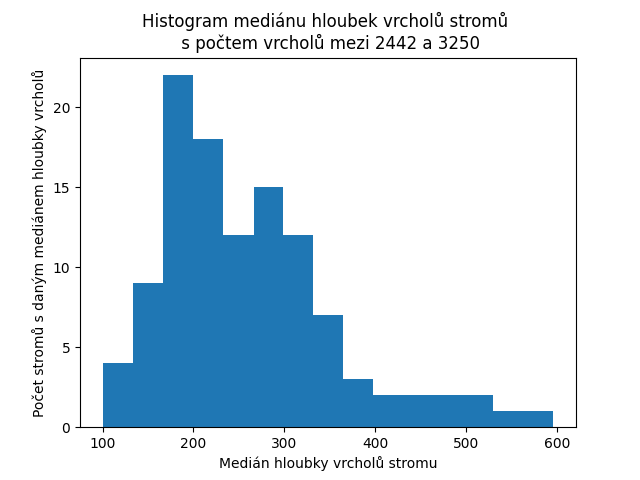 Histogram mediánu hloubek vrcholů stromů
s počtem vrcholů mezi 2442 a 3250
Počet stromů s daným mediánem hloubky vrcholů
20
15
10
5
0
100 200 300 400 500 600
Medián hloubky vrcholů stromu